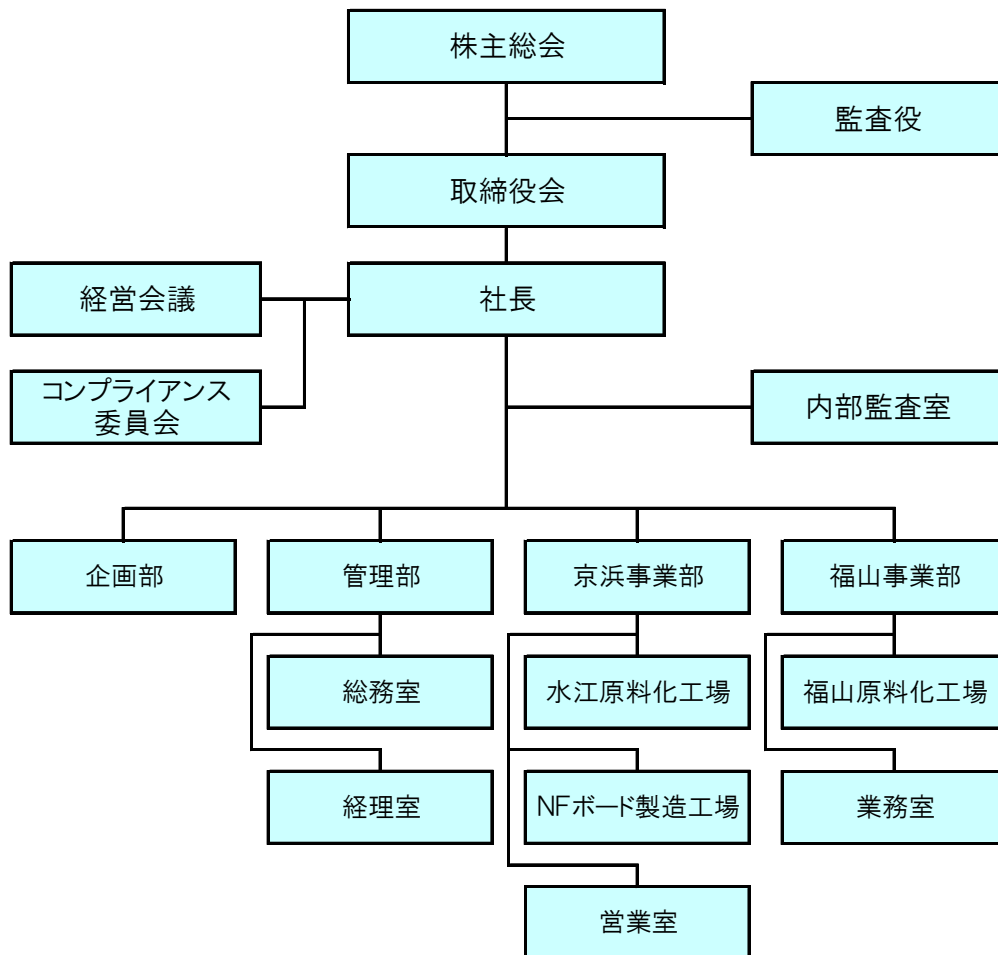 株主総会
監査役
取締役会
経営会議
社長
コンプライアンス
委員会
内部監査室
企画部
管理部
京浜事業部
福山事業部
総務室
水江原料化工場
福山原料化工場
経理室
NFボード製造工場
業務室
営業室